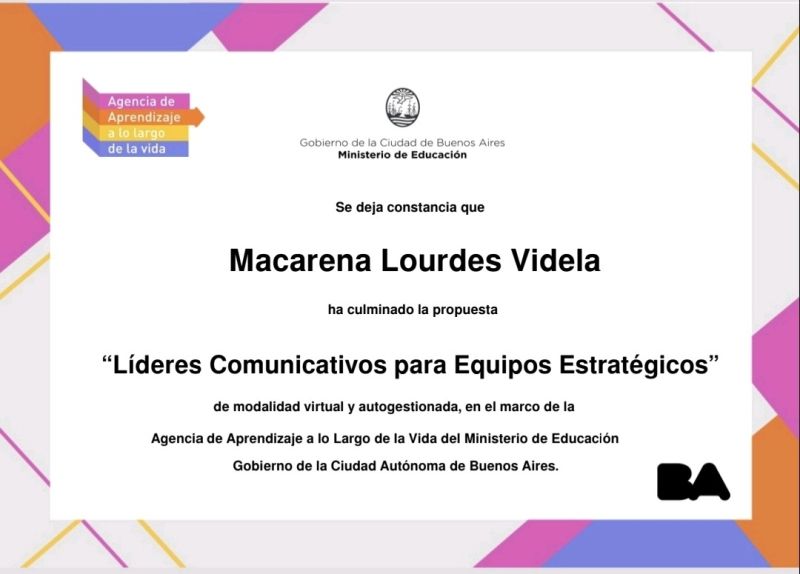 Agencia de
Aprendizaje
a lo largo
de la vida
Gobierno de la Ciudad de Buenos Aires
Ministerio de Educación
Se deja constancia que
Macarena Lourdes Videla
ha culminado la propuesta
“Líderes Comunicativos para Equipos Estratégicos”
de modalidad virtual y autogestionada, en el marco de la
Agencia de Aprendizaje a lo Largo de la Vida del Ministerio de Educación
Gobierno de la Ciudad Autónoma de Buenos Aires.
BA